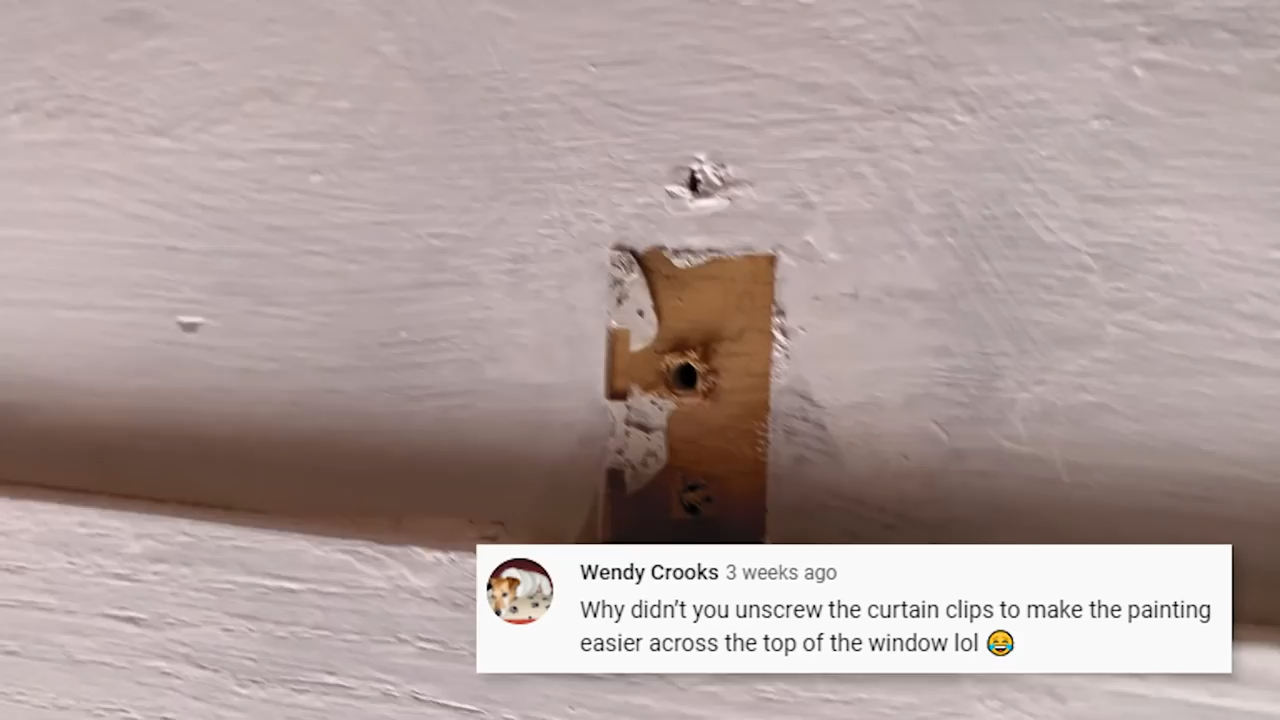 Wendy Crooks 3 weeks ago
Why didn’t you unscrew the curtain clips to make the painting
easier across the top of the window lol 😂